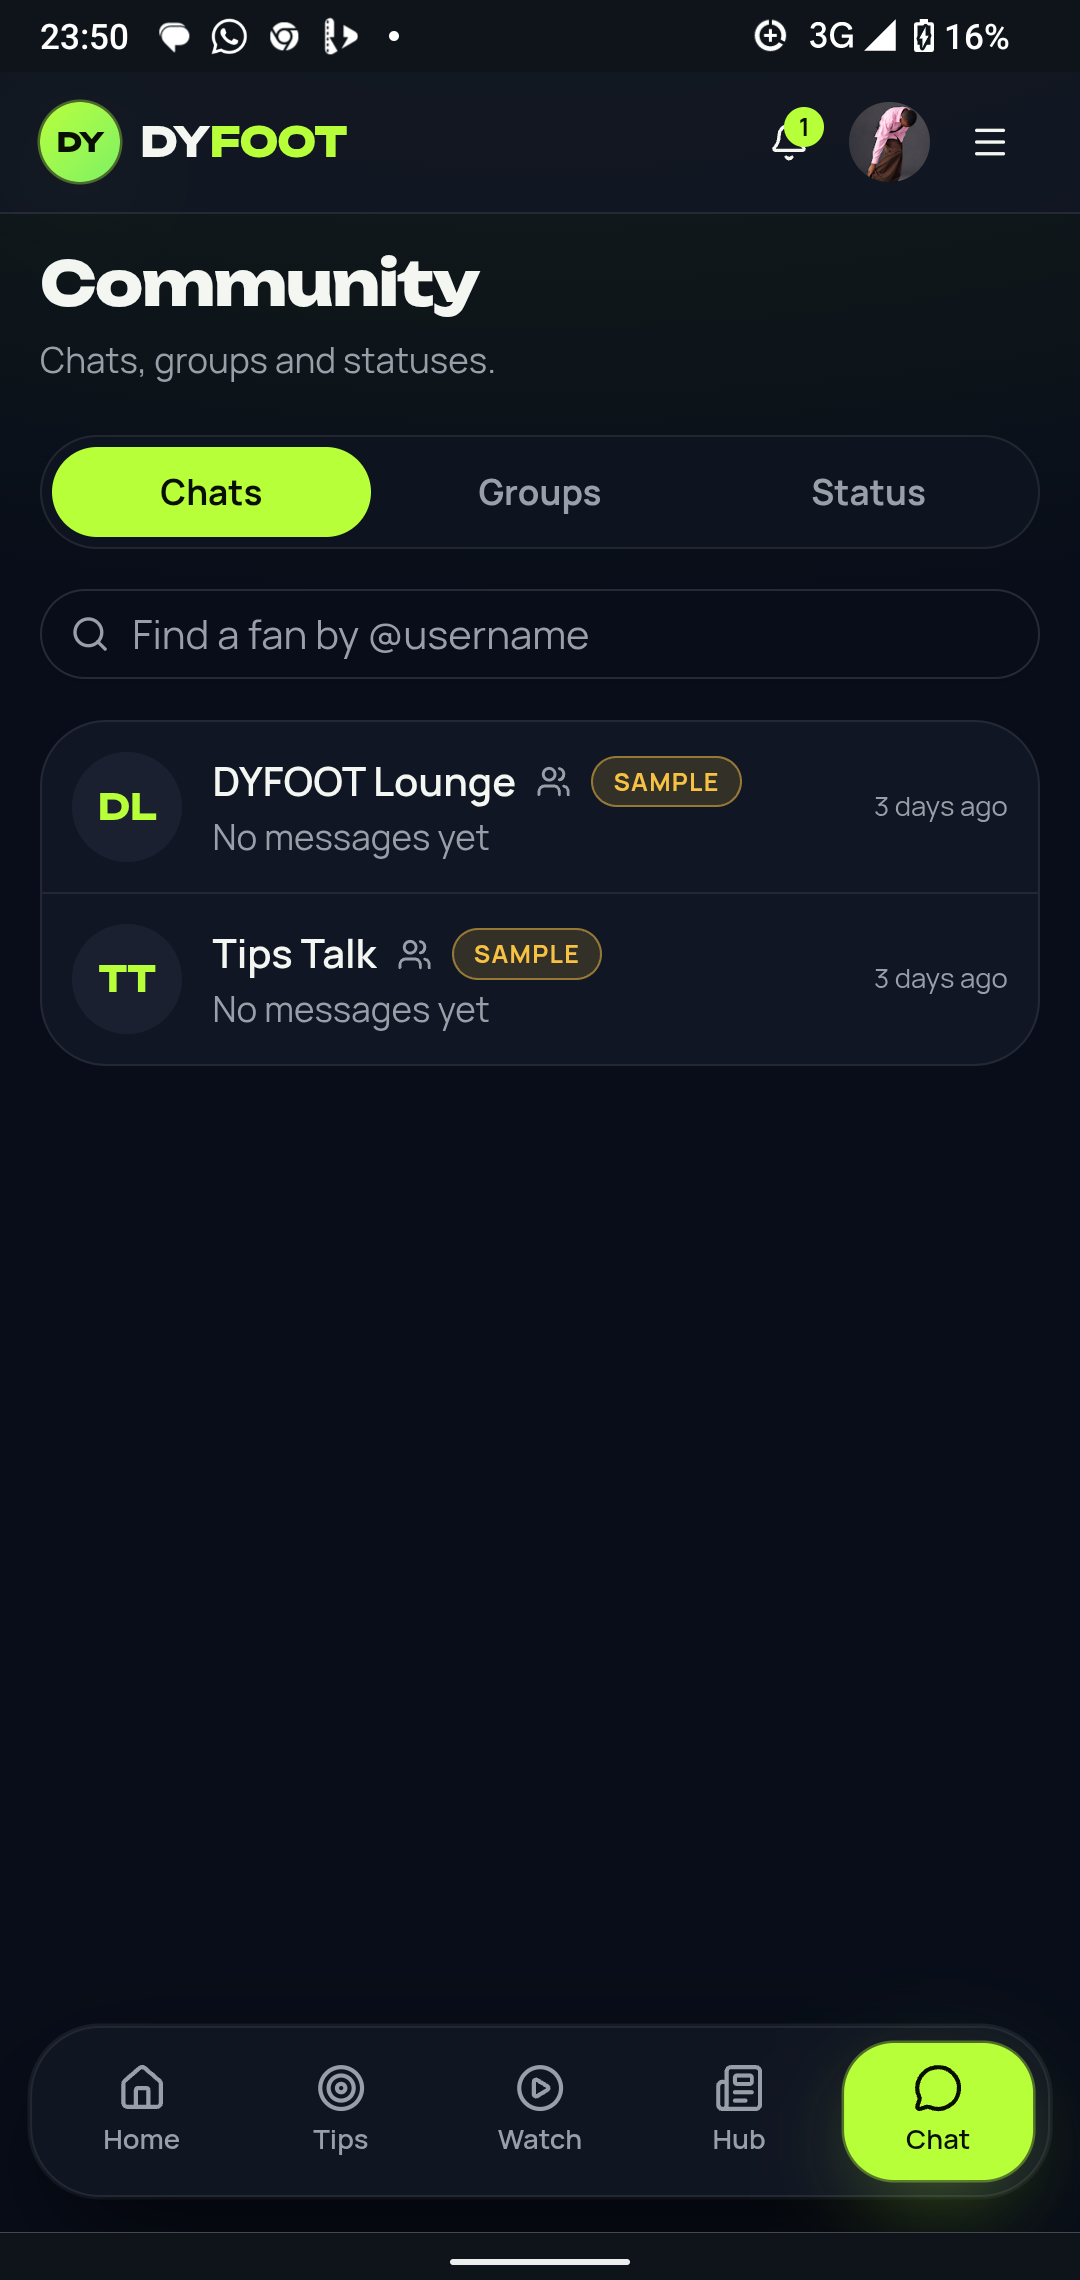 23:50 3G 16%
DY DYFOOT 1
Community
Chats, groups and statuses.
Chats Groups Status
Find a fan by @username
DL DYFOOT Lounge SAMPLE 3 days ago
No messages yet
TT Tips Talk SAMPLE 3 days ago
No messages yet
Home Tips Watch Hub Chat